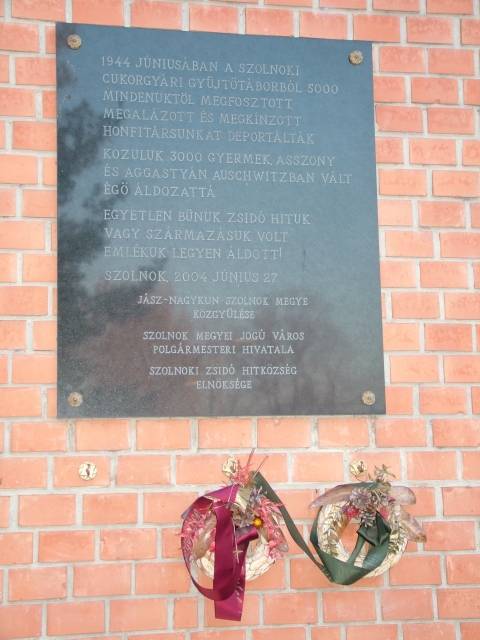 1944 JÚNIUSÁBAN A SZOLNOKI
CUKORGYÁRI GYŰJTŐTÁBORBÓL 5000
MINDENÜKTŐL MEGFOSZTOTT
MEGALÁZOTT ÉS MEGKÍNZOTT
HONFITÁRSUNKAT DEPORTÁLTÁK
KÖZÜLÜK 3000 GYERMEK, ASSZONY
ÉS AGGASTYÁN AUSCHWITZBAN VÁLT
ÉGŐ ÁLDOZATTÁ
EGYETLEN BŰNÜK ZSIDÓ HITÜK
VAGY SZÁRMAZÁSUK VOLT
EMLÉKÜK LEGYEN ÁLDOTT!
SZOLNOK, 2004 JÚNIUS 27
JÁSZ-NAGYKUN SZOLNOK MEGYE
KÖZGYŰLÉSE
SZOLNOK MEGYEI JOGÚ VÁROS
POLGÁRMESTERI HIVATALA
SZOLNOKI ZSIDÓ HITKÖZSÉG
ELNÖKSÉGE